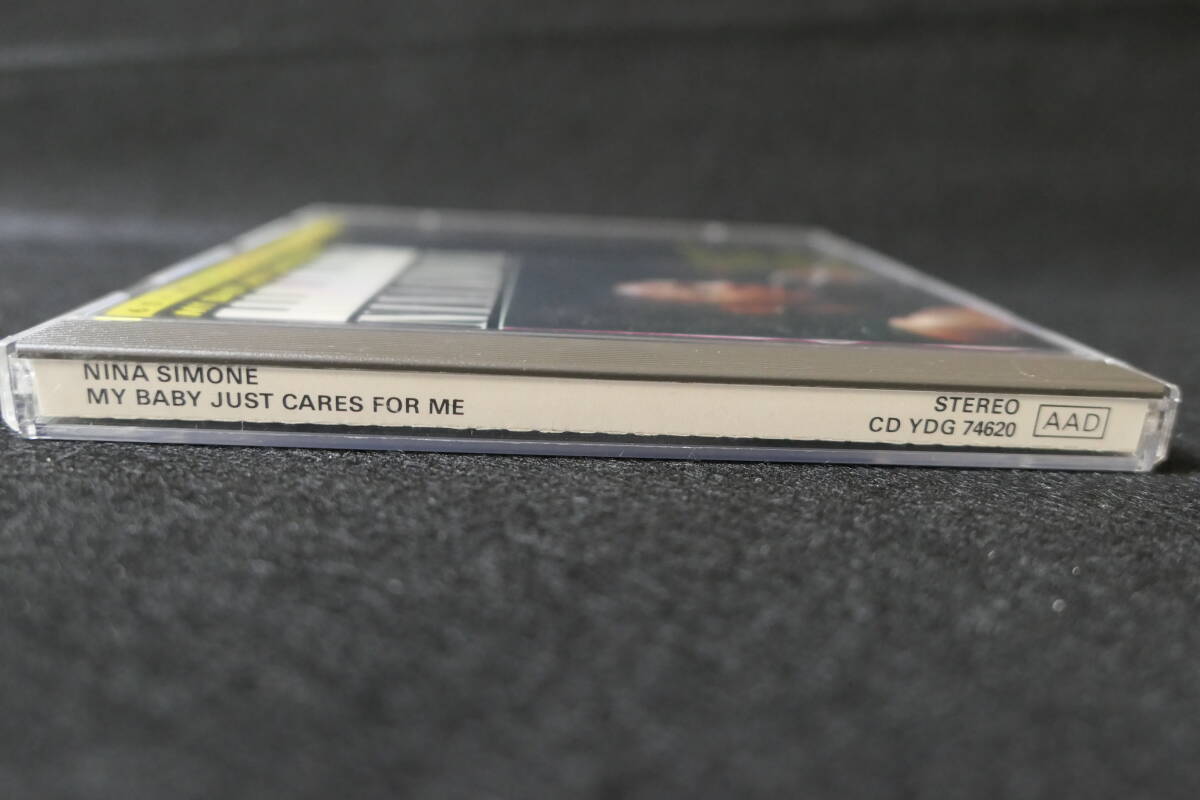 NINA SIMONE
MY BABY JUST CARES FOR ME
STEREO
CD YDG 74620
AAD